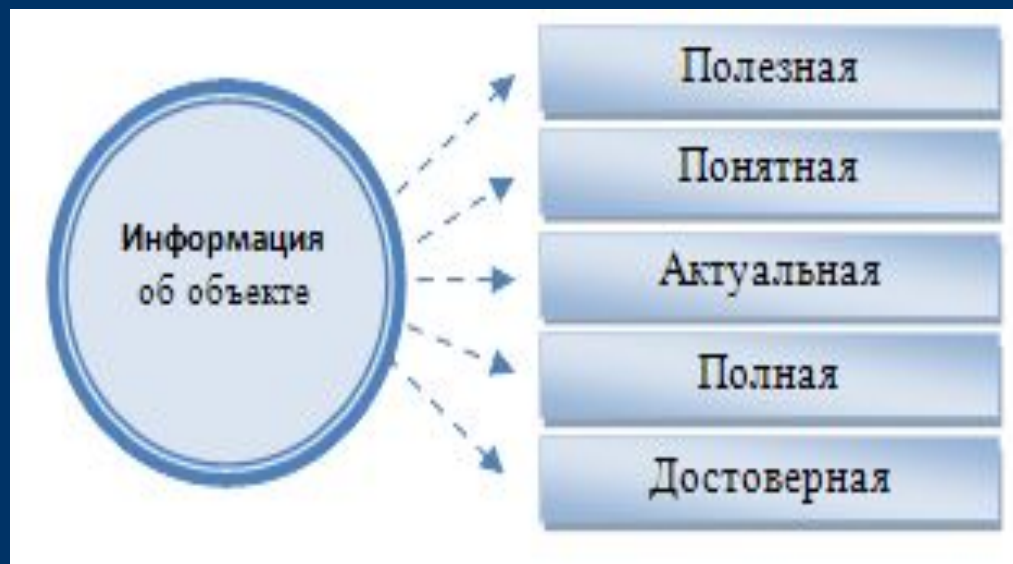 Информация
об объекте
Полезная
Понятная
Актуальная
Полная
Достоверная